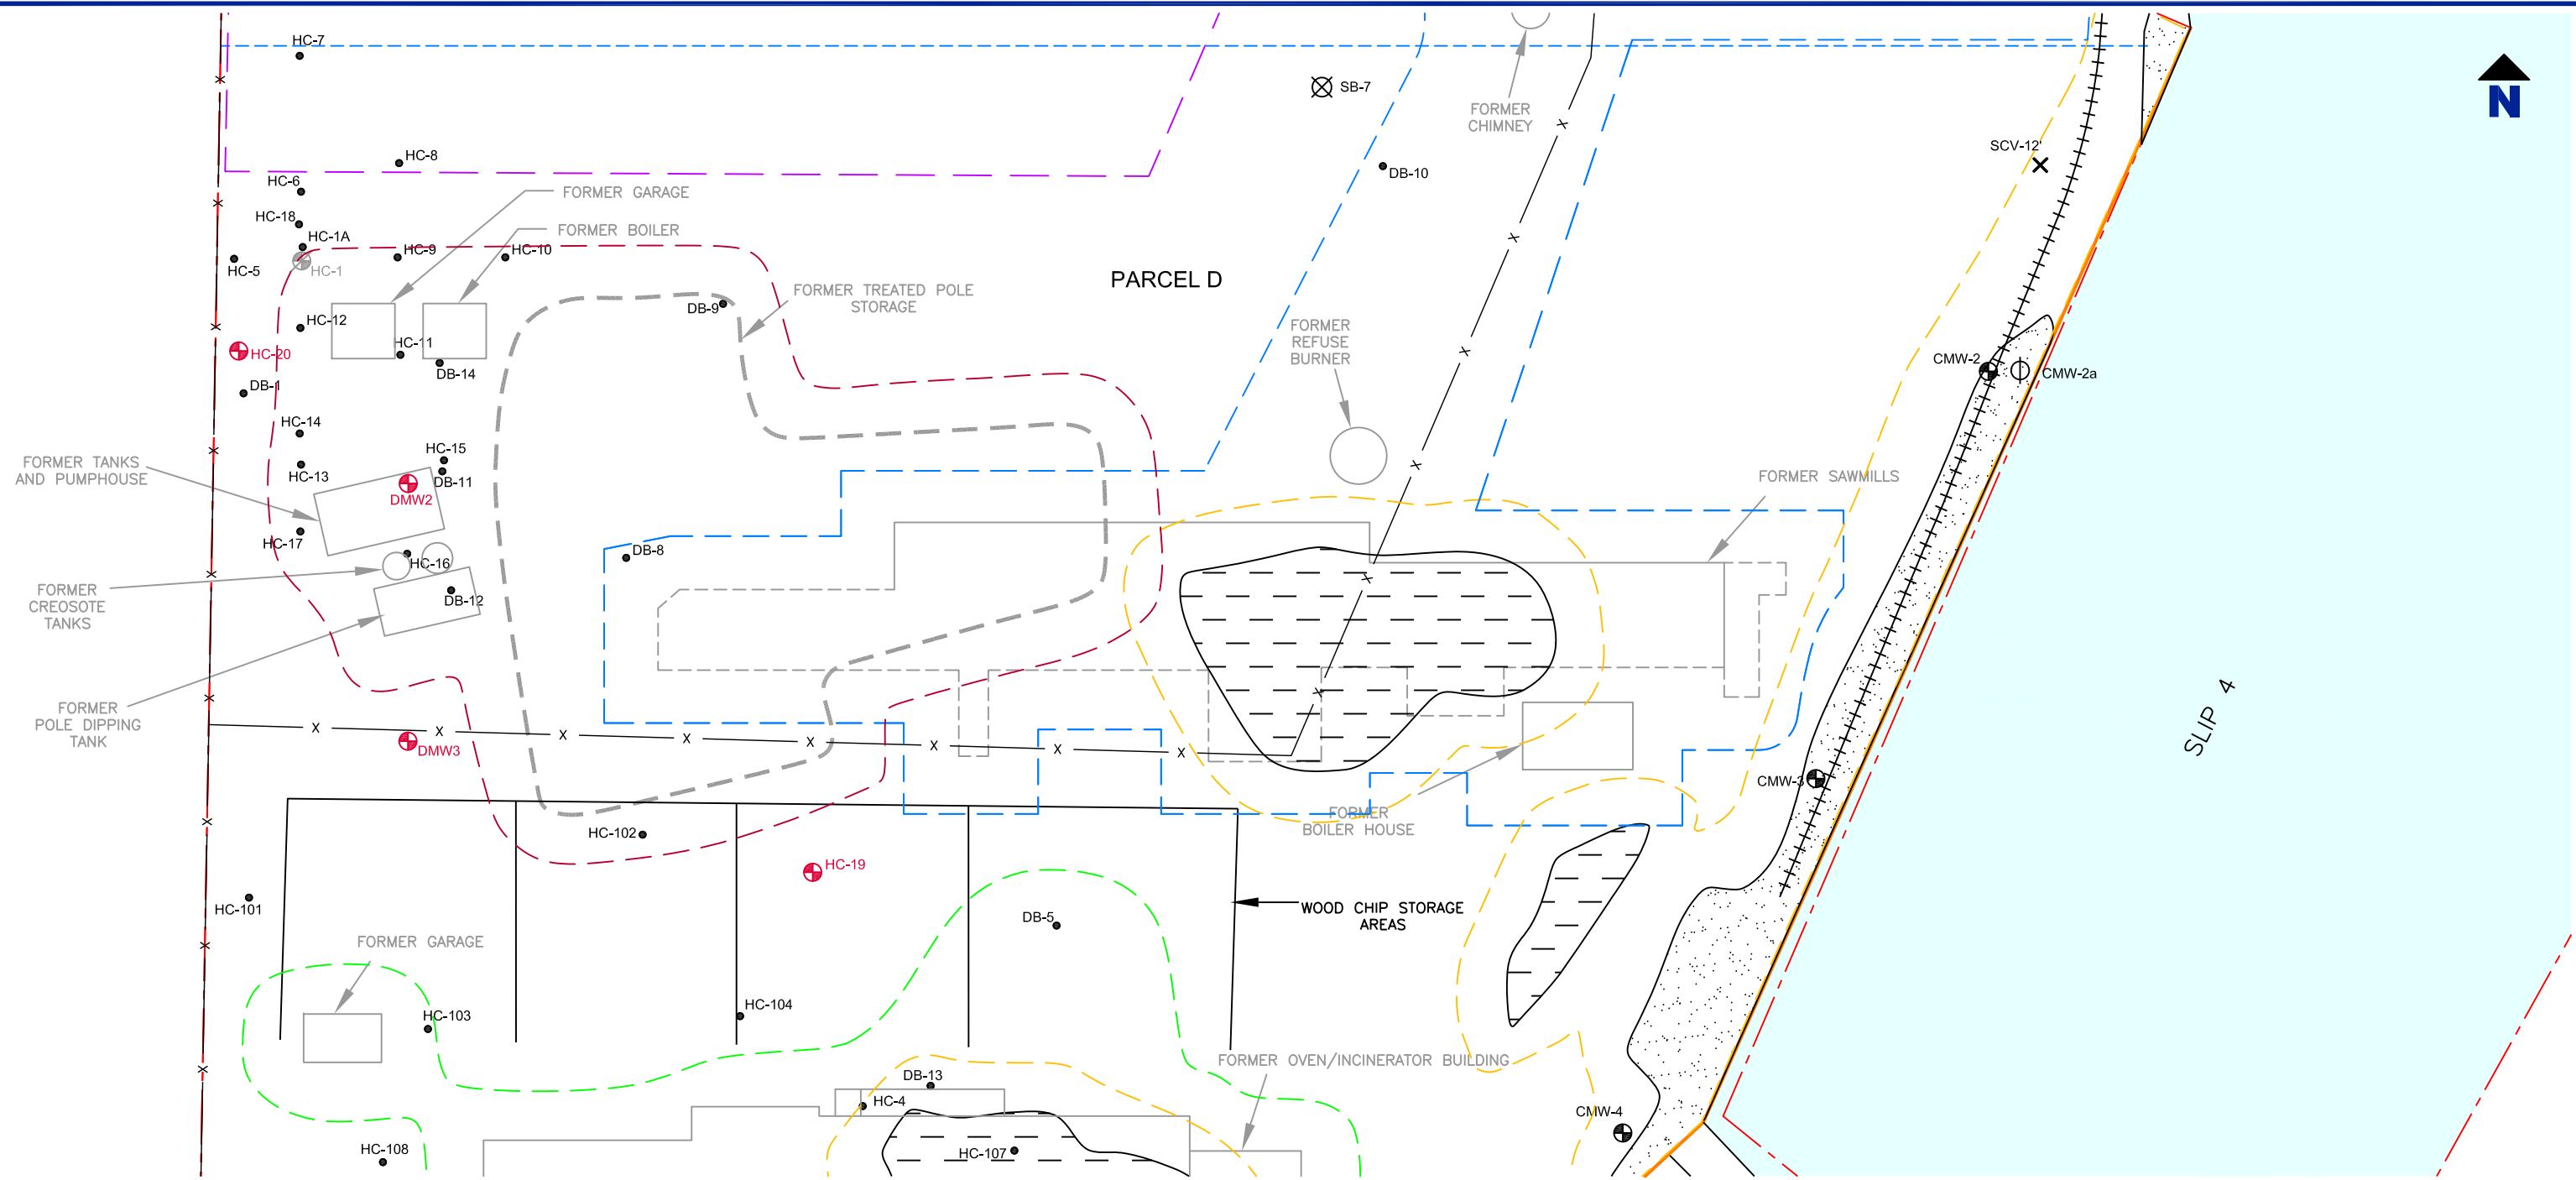 HC-7
N
SB-7
FORMER
CHIMNEY
SCV-12'
HC-8
DB-10
HC-6
FORMER GARAGE
HC-18
FORMER BOILER
HC-1A
HC-9
HC-10
HC-5
HC-1
PARCEL D
FORMER TREATED POLE
STORAGE
DB-9
HC-12
FORMER
REFUSE
BURNER
HC-11
HC-20
CMW-2
CMW-2a
DB-14
DB-1
HC-14
HC-15
FORMER TANKS
AND PUMPHOUSE
HC-13
DB-11
DMW2
FORMER SAWMILLS
HC-17
DB-8
HC-16
FORMER
CREOSOTE
TANKS
DB-12
FORMER
POLE DIPPING
TANK
DMW3
SLIP 4
CMW-3
FORMER
BOILER HOUSE
HC-102
HC-19
HC-101
WOOD CHIP STORAGE
AREAS
DB-5
FORMER GARAGE
HC-104
HC-103
FORMER OVEN/INCINERATOR BUILDING
DB-13
HC-4
CMW-4
HC-108
HC-107